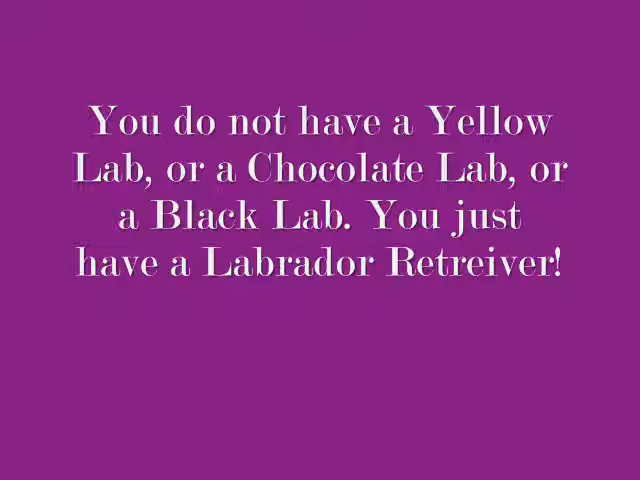 You do not have a Yellow
Lab, or a Chocolate Lab, or
a Black Lab. You just
have a Labrador Retreiver!